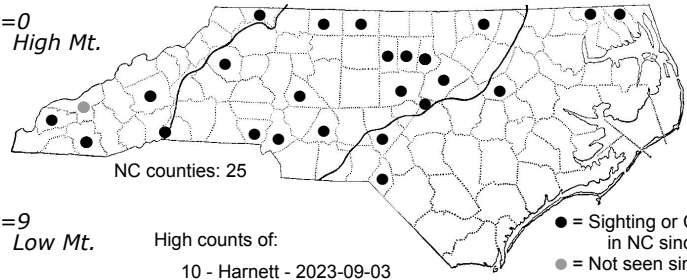 =0
High Mt.
NC counties: 25
=9
Low Mt.
High counts of:
10 - Harnett - 2023-09-03
● = Sighting or
in NC sinc
● = Not seen sin